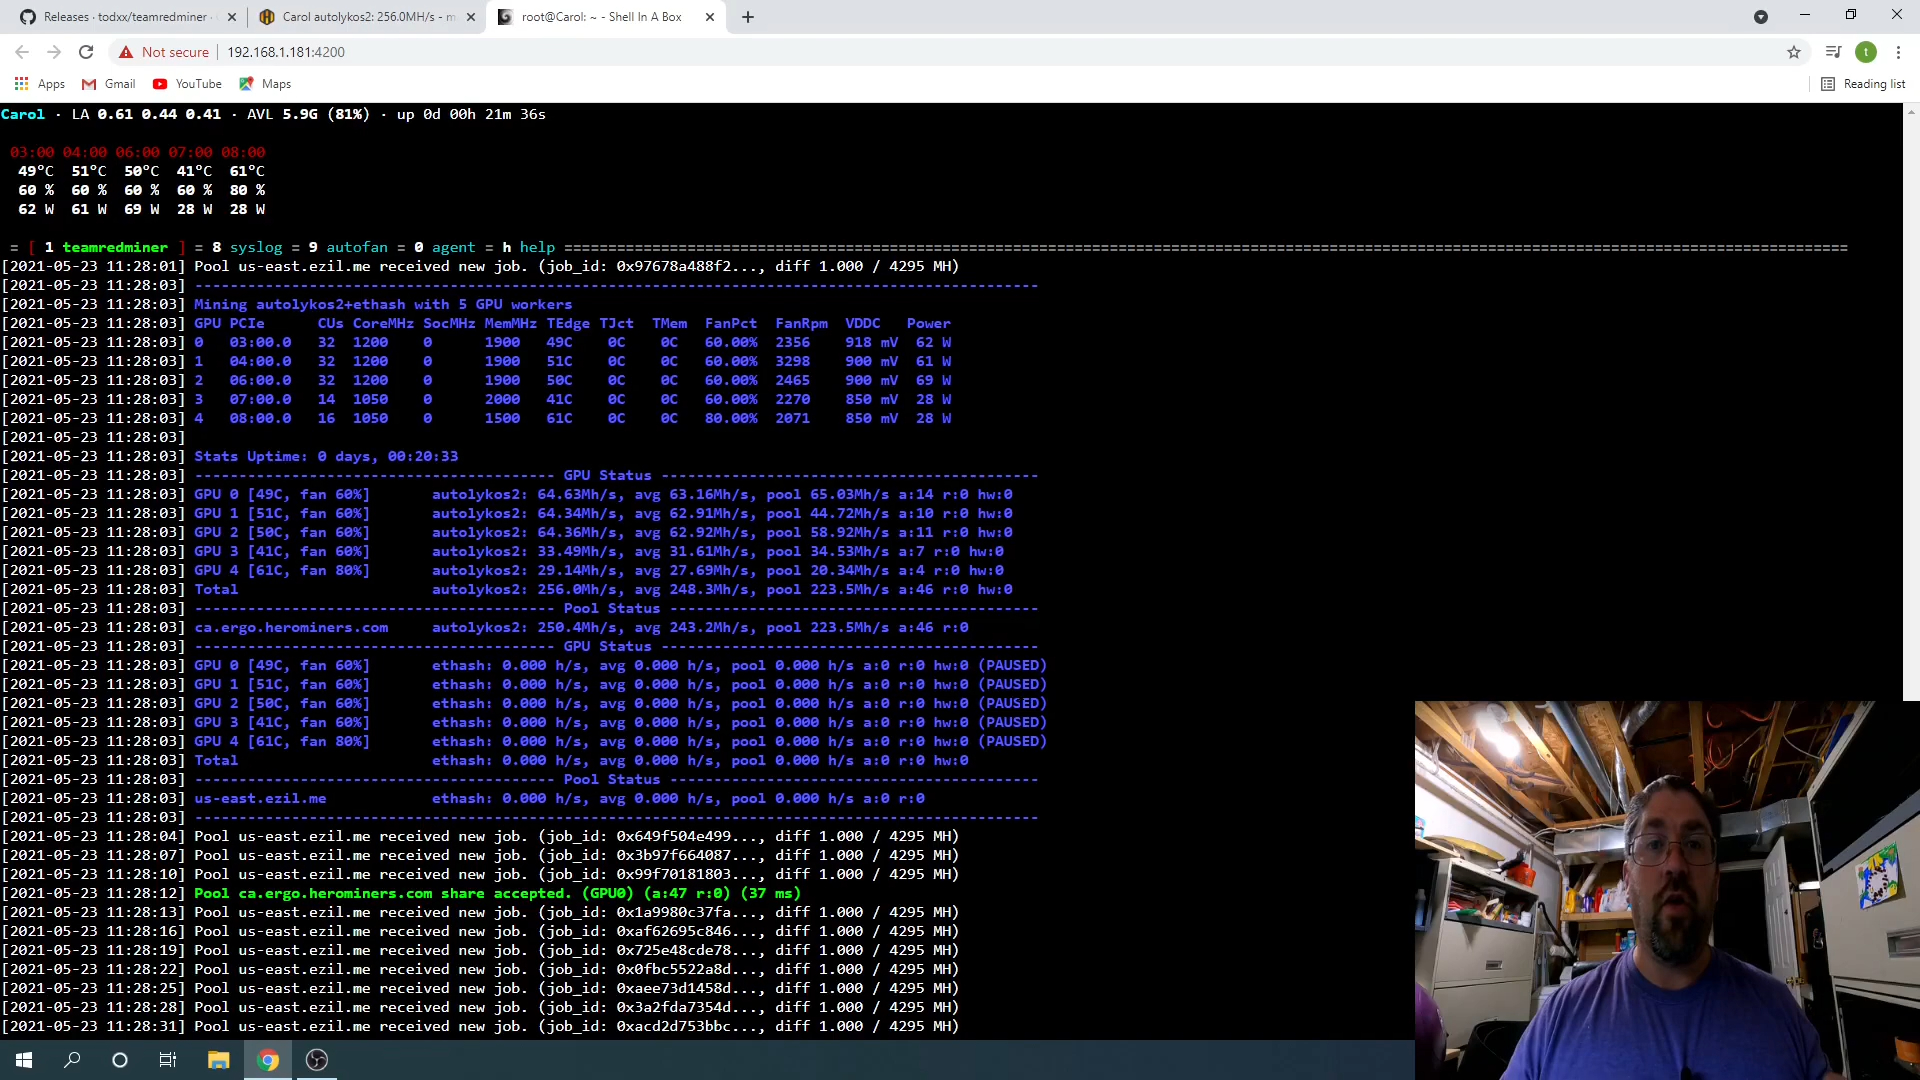 Releases · todxx/teamredminer ·
Carol autolykos2: 256.0MH/s - m
root@Carol: ~ - Shell In A Box
Not secure | 192.168.1.181:4200
Apps Gmail YouTube Maps Reading list
t
Carol · LA 0.61 0.44 0.41 · AVL 5.9G (81%) · up 0d 00h 21m 36s
03:00 04:00 06:00 07:00 08:00
49°C 51°C 50°C 41°C 61°C
60 % 60 % 60 % 60 % 80 %
62 W 61 W 69 W 28 W 28 W
= [ 1 teamredminer ] = 8 syslog = 9 autofan = 0 agent = h help ==================================================================================================================================================
[2021-05-23 11:28:01] Pool us-east.ezil.me received new job. (job_id: 0x97678a488f2..., diff 1.000 / 4295 MH)
[2021-05-23 11:28:03] ------------------------------------------------------------------------------------------------
[2021-05-23 11:28:03] Mining autolykos2+ethash with 5 GPU workers
[2021-05-23 11:28:03] GPU PCIe CUs CoreMHz SocMHz MemMHz TEdge TJct TMem FanPct FanRpm VDDC Power
[2021-05-23 11:28:03] 0 03:00.0 32 1200 0 1900 49C 0C 0C 60.00% 2356 918 mV 62 W
[2021-05-23 11:28:03] 1 04:00.0 32 1200 0 1900 51C 0C 0C 60.00% 3298 900 mV 61 W
[2021-05-23 11:28:03] 2 06:00.0 32 1200 0 1900 50C 0C 0C 60.00% 2465 900 mV 69 W
[2021-05-23 11:28:03] 3 07:00.0 14 1050 0 2000 41C 0C 0C 60.00% 2270 850 mV 28 W
[2021-05-23 11:28:03] 4 08:00.0 16 1050 0 1500 61C 0C 0C 80.00% 2071 850 mV 28 W
[2021-05-23 11:28:03]
[2021-05-23 11:28:03] Stats Uptime: 0 days, 00:20:33
[2021-05-23 11:28:03] ----------------------------------------- GPU Status -------------------------------------------
[2021-05-23 11:28:03] GPU 0 [49C, fan 60%] autolykos2: 64.63Mh/s, avg 63.16Mh/s, pool 65.03Mh/s a:14 r:0 hw:0
[2021-05-23 11:28:03] GPU 1 [51C, fan 60%] autolykos2: 64.34Mh/s, avg 62.91Mh/s, pool 44.72Mh/s a:10 r:0 hw:0
[2021-05-23 11:28:03] GPU 2 [50C, fan 60%] autolykos2: 64.36Mh/s, avg 62.92Mh/s, pool 58.92Mh/s a:11 r:0 hw:0
[2021-05-23 11:28:03] GPU 3 [41C, fan 60%] autolykos2: 33.49Mh/s, avg 31.61Mh/s, pool 34.53Mh/s a:7 r:0 hw:0
[2021-05-23 11:28:03] GPU 4 [61C, fan 80%] autolykos2: 29.14Mh/s, avg 27.69Mh/s, pool 20.34Mh/s a:4 r:0 hw:0
[2021-05-23 11:28:03] Total autolykos2: 256.0Mh/s, avg 248.3Mh/s, pool 223.5Mh/s a:46 r:0 hw:0
[2021-05-23 11:28:03] ----------------------------------------- Pool Status ------------------------------------------
[2021-05-23 11:28:03] ca.ergo.herominers.com autolykos2: 250.4Mh/s, avg 243.2Mh/s, pool 223.5Mh/s a:46 r:0
[2021-05-23 11:28:03] ----------------------------------------- GPU Status -------------------------------------------
[2021-05-23 11:28:03] GPU 0 [49C, fan 60%] ethash: 0.000 h/s, avg 0.000 h/s, pool 0.000 h/s a:0 r:0 hw:0 (PAUSED)
[2021-05-23 11:28:03] GPU 1 [51C, fan 60%] ethash: 0.000 h/s, avg 0.000 h/s, pool 0.000 h/s a:0 r:0 hw:0 (PAUSED)
[2021-05-23 11:28:03] GPU 2 [50C, fan 60%] ethash: 0.000 h/s, avg 0.000 h/s, pool 0.000 h/s a:0 r:0 hw:0 (PAUSED)
[2021-05-23 11:28:03] GPU 3 [41C, fan 60%] ethash: 0.000 h/s, avg 0.000 h/s, pool 0.000 h/s a:0 r:0 hw:0 (PAUSED)
[2021-05-23 11:28:03] GPU 4 [61C, fan 80%] ethash: 0.000 h/s, avg 0.000 h/s, pool 0.000 h/s a:0 r:0 hw:0 (PAUSED)
[2021-05-23 11:28:03] Total ethash: 0.000 h/s, avg 0.000 h/s, pool 0.000 h/s a:0 r:0 hw:0
[2021-05-23 11:28:03] ----------------------------------------- Pool Status ------------------------------------------
[2021-05-23 11:28:03] us-east.ezil.me ethash: 0.000 h/s, avg 0.000 h/s, pool 0.000 h/s a:0 r:0
[2021-05-23 11:28:03] ------------------------------------------------------------------------------------------------
[2021-05-23 11:28:04] Pool us-east.ezil.me received new job. (job_id: 0x649f504e499..., diff 1.000 / 4295 MH)
[2021-05-23 11:28:07] Pool us-east.ezil.me received new job. (job_id: 0x3b97f664087..., diff 1.000 / 4295 MH)
[2021-05-23 11:28:10] Pool us-east.ezil.me received new job. (job_id: 0x99f70181803..., diff 1.000 / 4295 MH)
[2021-05-23 11:28:12] Pool ca.ergo.herominers.com share accepted. (GPU0) (a:47 r:0) (37 ms)
[2021-05-23 11:28:13] Pool us-east.ezil.me received new job. (job_id: 0x1a9980c37fa..., diff 1.000 / 4295 MH)
[2021-05-23 11:28:16] Pool us-east.ezil.me received new job. (job_id: 0xaf62695c846..., diff 1.000 / 4295 MH)
[2021-05-23 11:28:19] Pool us-east.ezil.me received new job. (job_id: 0x725e48cde78..., diff 1.000 / 4295 MH)
[2021-05-23 11:28:22] Pool us-east.ezil.me received new job. (job_id: 0x0fbc5522a8d..., diff 1.000 / 4295 MH)
[2021-05-23 11:28:25] Pool us-east.ezil.me received new job. (job_id: 0xaee73d1458d..., diff 1.000 / 4295 MH)
[2021-05-23 11:28:28] Pool us-east.ezil.me received new job. (job_id: 0x3a2fda7354d..., diff 1.000 / 4295 MH)
[2021-05-23 11:28:31] Pool us-east.ezil.me received new job. (job_id: 0xacd2d753bbc..., diff 1.000 / 4295 MH)